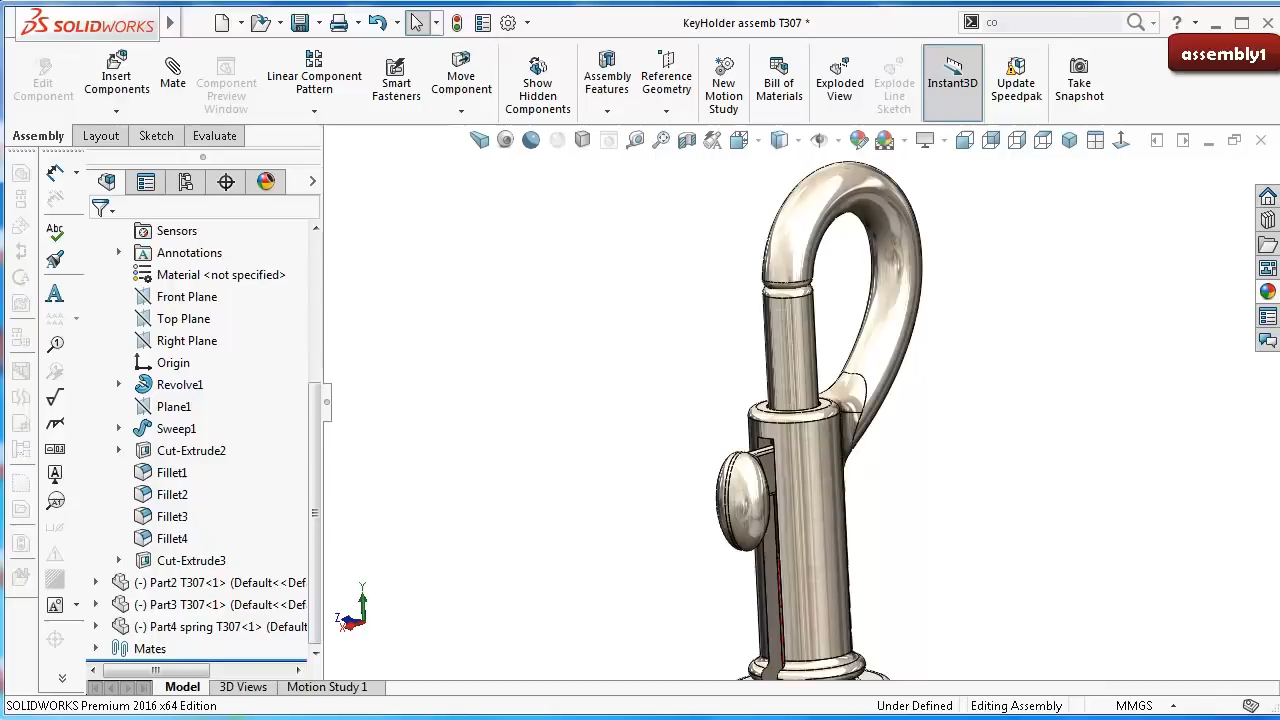 SOLIDWORKS
KeyHolder assemb T307 *
co
?
assembly1
Edit Component
Insert Components
Mate
Component Preview Window
Linear Component Pattern
Smart Fasteners
Move Component
Show Hidden Components
Assembly Features
Reference Geometry
New Motion Study
Bill of Materials
Exploded View
Explode Line Sketch
Instant3D
Update Speedpak
Take Snapshot
Assembly
Layout
Sketch
Evaluate
Sensors
Annotations
Material <not specified>
Front Plane
Top Plane
Right Plane
Origin
Revolve1
Plane1
Sweep1
Cut-Extrude2
Fillet1
Fillet2
Fillet3
Fillet4
Cut-Extrude3
(-) Part2 T307<1> (Default<<Def
(-) Part3 T307<1> (Default<<Def
(-) Part4 spring T307<1> (Default
Mates
Abc
Y
Z
X
Model
3D Views
Motion Study 1
SOLIDWORKS Premium 2016 x64 Edition
Under Defined
Editing Assembly
MMGS